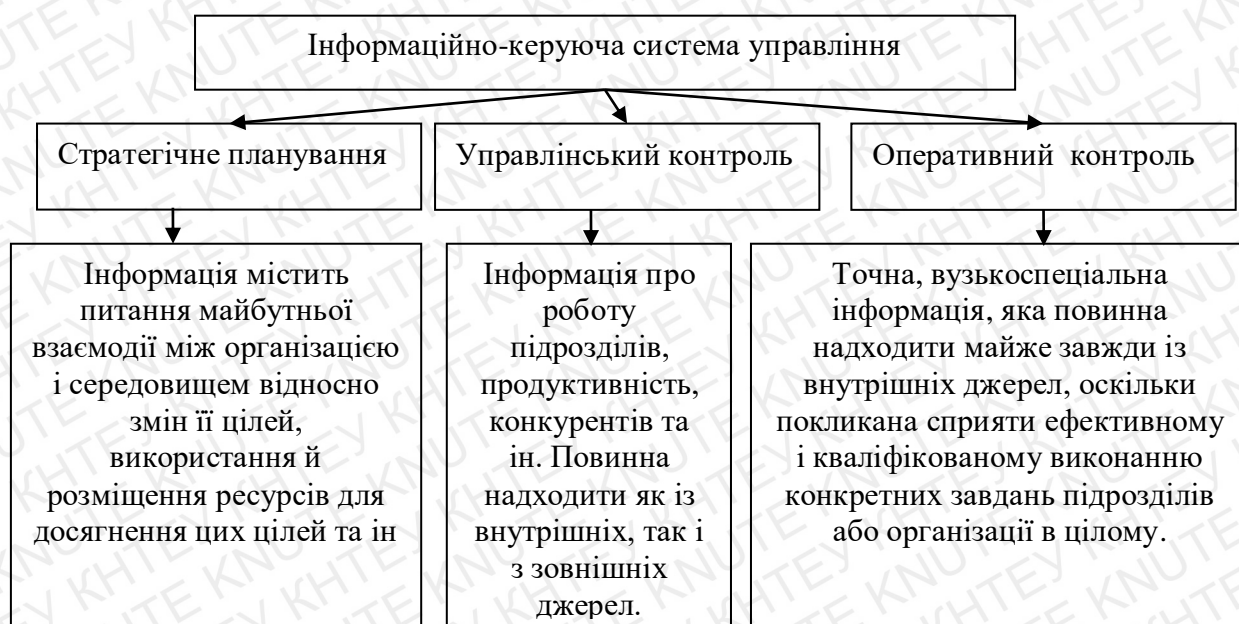 Інформаційно-керуюча система управління
Стратегічне планування
Управлінський контроль
Оперативний контроль
Інформація містить
питання майбутньої
взаємодії між організацією
і середовищем відносно
змін її цілей,
використання й
розміщення ресурсів для
досягнення цих цілей та ін
Інформація про
роботу
підрозділів,
продуктивність,
конкурентів та
ін. Повинна
надходити як із
внутрішніх, так і
з зовнішніх
джерел.
Точна, вузькоспеціальна
інформація, яка повинна
надходити майже завжди із
внутрішніх джерел, оскільки
покликана сприяти ефективному
і кваліфікованому виконанню
конкретних завдань підрозділів
або організації в цілому.